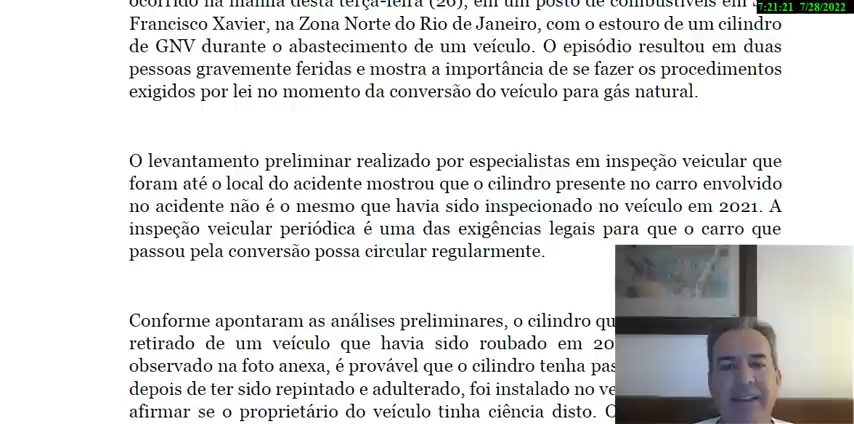 ocorrido na manhã desta terça-feira (26), em um posto de combustíveis em
7:21:21 7/28/2022
Francisco Xavier, na Zona Norte do Rio de Janeiro, com o estouro de um cilindro
de GNV durante o abastecimento de um veículo. O episódio resultou em duas
pessoas gravemente feridas e mostra a importância de se fazer os procedimentos
exigidos por lei no momento da conversão do veículo para gás natural.
O levantamento preliminar realizado por especialistas em inspeção veicular que
foram até o local do acidente mostrou que o cilindro presente no carro envolvido
no acidente não é o mesmo que havia sido inspecionado no veículo em 2021. A
inspeção veicular periódica é uma das exigências legais para que o carro que
passou pela conversão possa circular regularmente.
Conforme apontaram as análises preliminares, o cilindro
retirado de um veículo que havia sido roubado em
observado na foto anexa, é provável que o cilindro tenha
depois de ter sido repintado e adulterado, foi instalado no
afirmar se o proprietário do veículo tinha ciência disto.